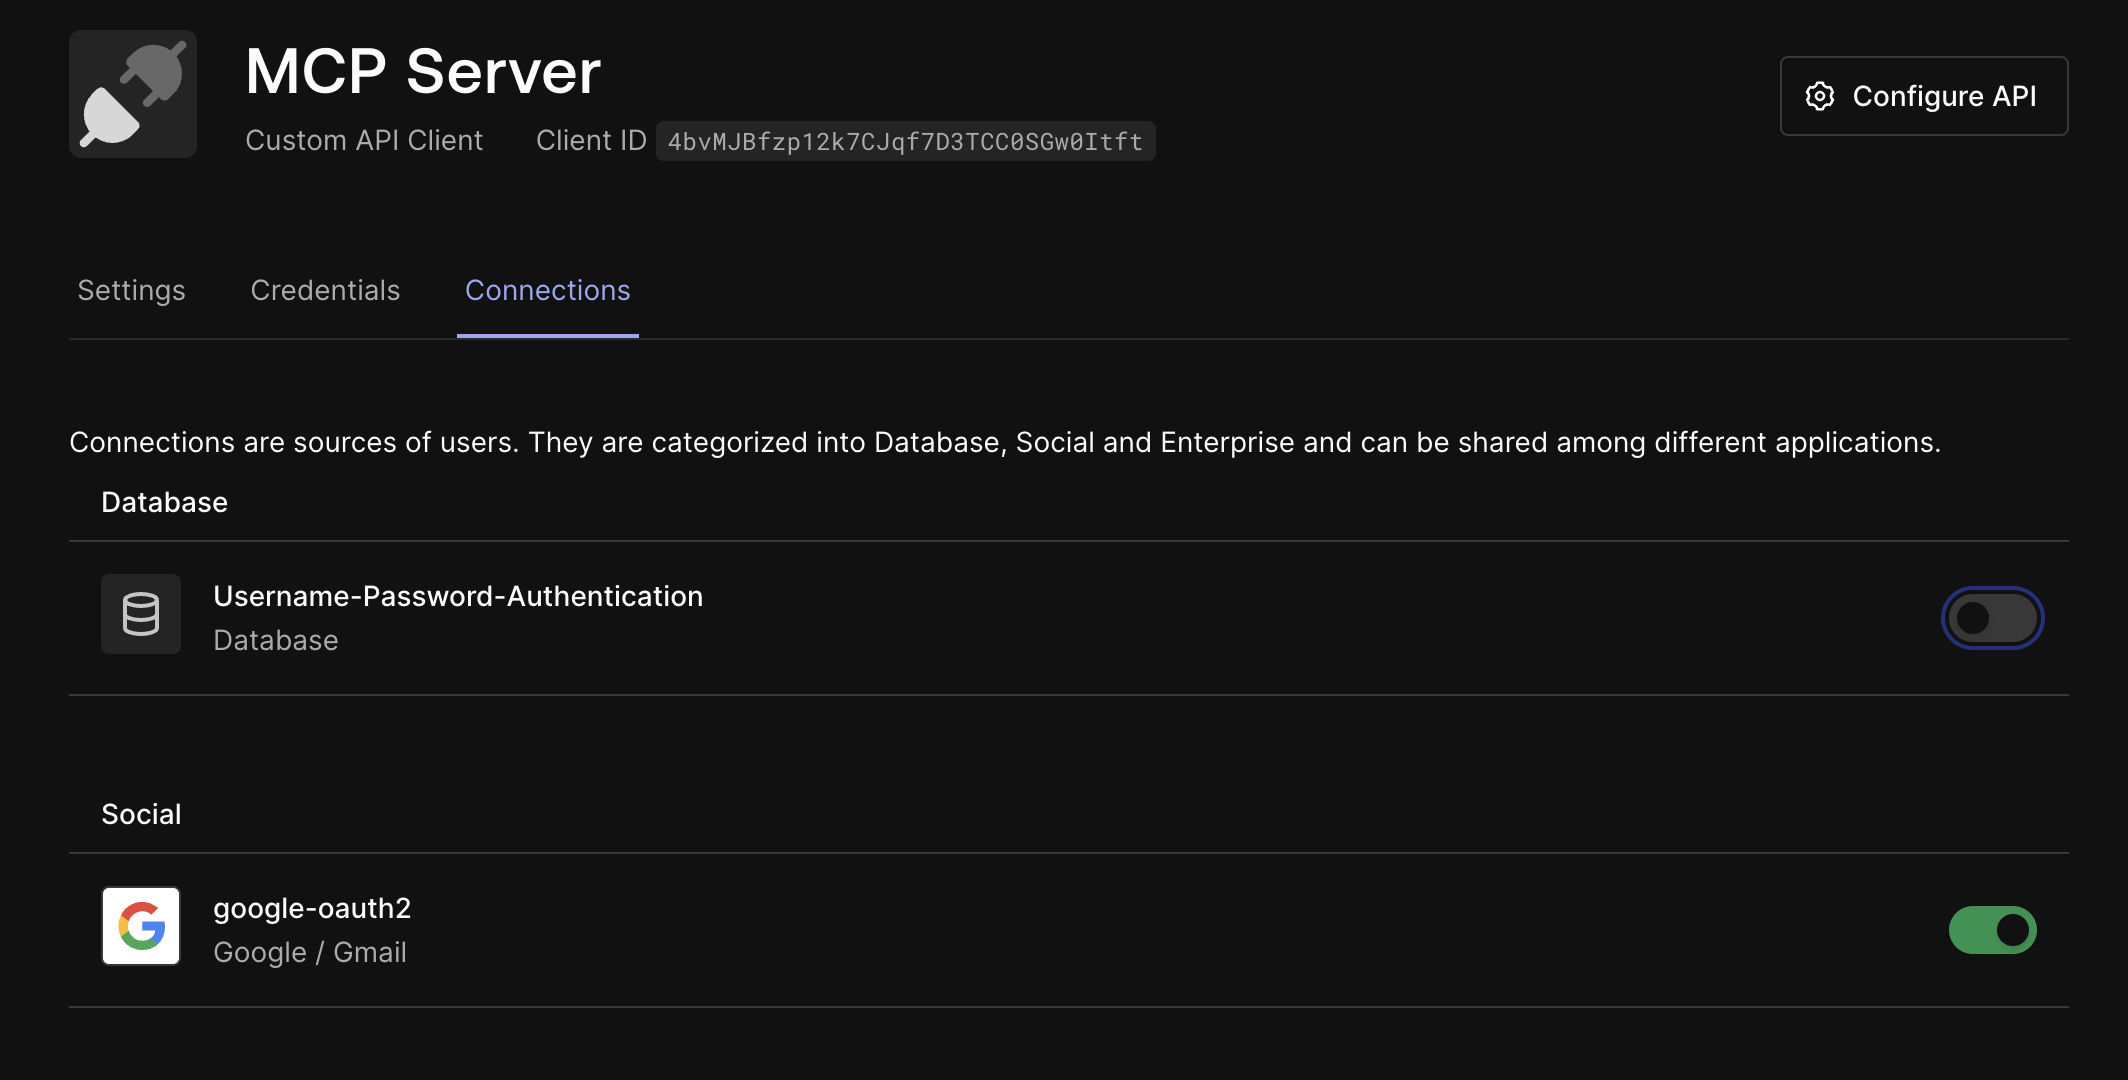 MCP Server
Configure API
Custom API Client Client ID 4bvMJBfzp12k7CJqf7D3TCC0SGw0Itft
Settings Credentials Connections
Connections are sources of users. They are categorized into Database, Social and Enterprise and can be shared among different applications.
Database
Username-Password-Authentication
Database
Social
google-oauth2
Google / Gmail